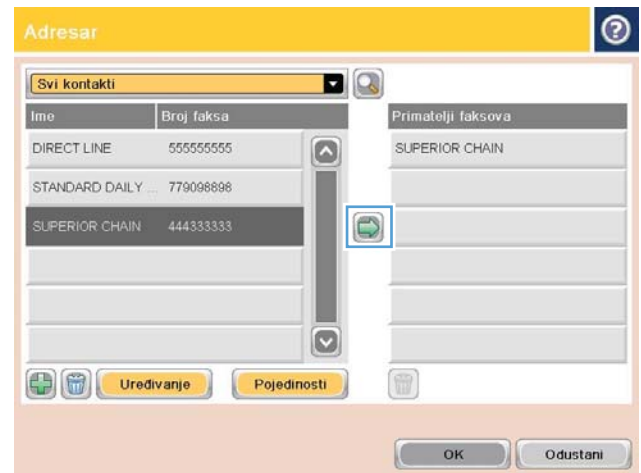 Adresar
Svi kontakti
Ime Broj faksa
DIRECT LINE 555555555
STANDARD DAILY ... 779098898
SUPERIOR CHAIN 444333333
Uređivanje Pojedinosti
Primatelji faksova
SUPERIOR CHAIN
OK Odustani